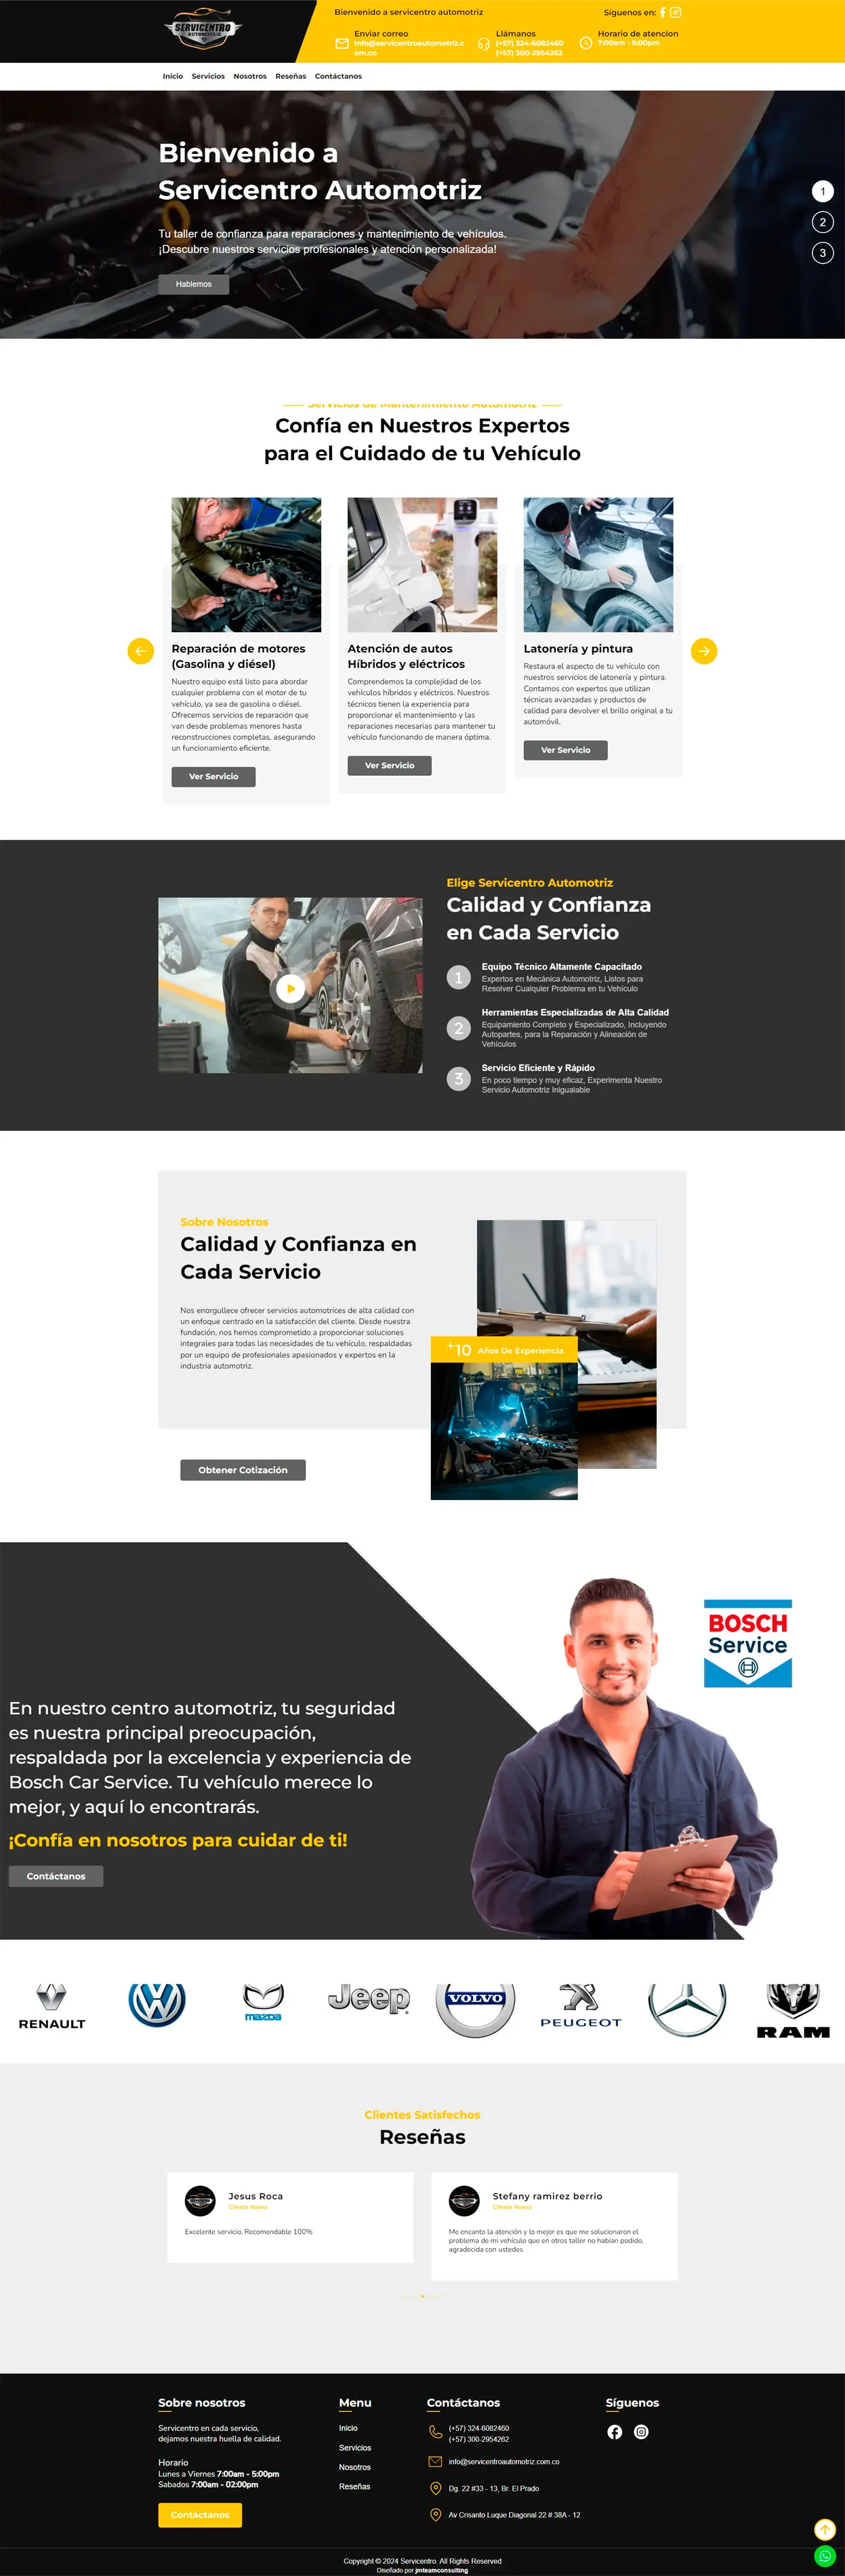 SERVICENTRO
AUTOMOTRIZ
Bienvenido a servicentro automotriz
Síguenos en:
Enviar correo
info@servicentroautomotriz.c
om.co
Llámanos
(+57) 324-6082460
(+57) 300-2954262
Horario de atencion
7:00am - 5:00pm
Inicio Servicios Nosotros Reseñas Contáctanos
Bienvenido a
Servicentro Automotriz
Tu taller de confianza para reparaciones y mantenimiento de vehículos.
¡Descubre nuestros servicios profesionales y atención personalizada!
Hablemos
1
2
3
Servicios de Mantenimiento Automotriz
Confía en Nuestros Expertos
para el Cuidado de tu Vehículo
Reparación de motores
(Gasolina y diésel)
Nuestro equipo está listo para abordar
cualquier problema con el motor de tu
vehículo, ya sea de gasolina o diésel.
Ofrecemos servicios de reparación que
van desde problemas menores hasta
reconstrucciones completas, asegurando
un funcionamiento eficiente.
Ver Servicio
Atención de autos
Híbridos y eléctricos
Comprendemos la complejidad de los
vehículos híbridos y eléctricos. Nuestros
técnicos tienen la experiencia para
proporcionar el mantenimiento y las
reparaciones necesarias para mantener tu
vehículo funcionando de manera óptima.
Ver Servicio
Latonería y pintura
Restaura el aspecto de tu vehículo con
nuestros servicios de latonería y pintura.
Contamos con expertos que utilizan
técnicas avanzadas y productos de
calidad para devolver el brillo original a tu
automóvil.
Ver Servicio
Elige Servicentro Automotriz
Calidad y Confianza
en Cada Servicio
1
Equipo Técnico Altamente Capacitado
Expertos en Mecánica Automotriz, Listos para
Resolver Cualquier Problema en tu Vehículo
2
Herramientas Especializadas de Alta Calidad
Equipamiento Completo y Especializado, Incluyendo
Autopartes, para la Reparación y Alineación de
Vehículos
3
Servicio Eficiente y Rápido
En poco tiempo y muy eficaz, Experimenta Nuestro
Servicio Automotriz Inigualable
Sobre Nosotros
Calidad y Confianza en
Cada Servicio
Nos enorgullece ofrecer servicios automotrices de alta calidad con
un enfoque centrado en la satisfacción del cliente. Desde nuestra
fundación, nos hemos comprometido a proporcionar soluciones
integrales para todas las necesidades de tu vehículo, respaldadas
por un equipo de profesionales apasionados y expertos en la
industria automotriz.
+10 Años De Experiencia
Obtener Cotización
BOSCH
Service
En nuestro centro automotriz, tu seguridad
es nuestra principal preocupación,
respaldada por la excelencia y experiencia de
Bosch Car Service. Tu vehículo merece lo
mejor, y aquí lo encontrarás.
¡Confía en nosotros para cuidar de ti!
Contáctanos
RENAULT
mazda
Jeep
VOLVO
PEUGEOT
RAM
Clientes Satisfechos
Reseñas
Jesus Roca
Cliente Nuevo
Excelente servicio, Recomendable 100%
Stefany ramirez berrio
Cliente Nuevo
Me encanto la atención y lo mejor es que me solucionaron el
problema de mi vehículo que en otros taller no habían podido,
agradecida con ustedes
Sobre nosotros
Servicentro en cada servicio,
dejamos nuestra huella de calidad.
Horario
Lunes a Viernes 7:00am - 5:00pm
Sabados 7:00am - 02:00pm
Contáctanos
Menu
Inicio
Servicios
Nosotros
Reseñas
Contáctanos
(+57) 324-6082460
(+57) 300-2954262
info@servicentroautomotriz.com.co
Dg. 22 #33 - 13, Br. El Prado
Av Crisanto Luque Diagonal 22 # 38A - 12
Síguenos
Copyright © 2024 Servicentro. All Rights Reserved
Diseñado por jmteamconsulting